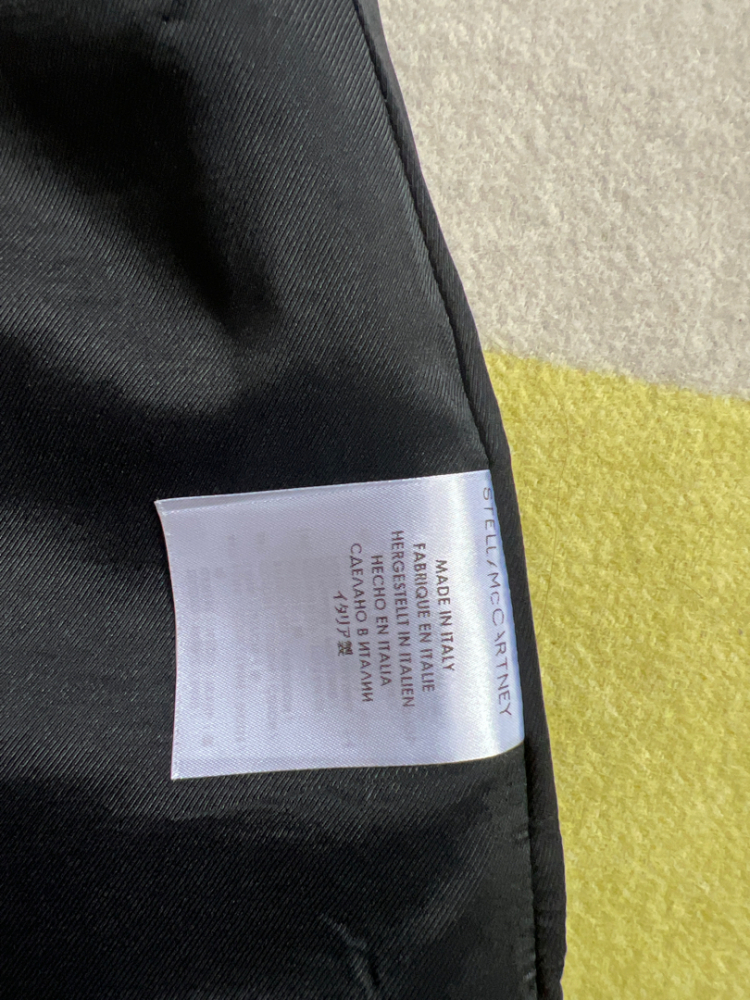 STELLA McCARTNEY
MADE IN ITALY
FABRIQUE EN ITALIE
HERGESTELLT IN ITALIEN
HECHO EN ITALIA
СДЕЛАНО В ИТАЛИИ
イタリア製